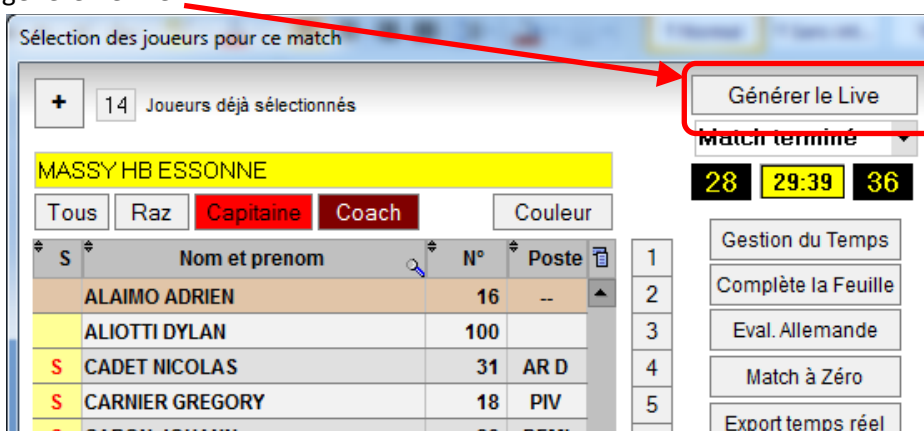 Sélection des joueurs pour ce match
+ 14 Joueurs déjà sélectionnés
Générer le Live
Match terminé
MASSY HB ESSONNE
28 29:39 36
Tous Raz Capitaine Coach Couleur
Gestion du Temps
S Nom et prenom N° Poste 1
ALAIMO ADRIEN 16 -- 2
Complète la Feuille
ALIOTTI DYLAN 100 3
Eval. Allemande
S CADET NICOLAS 31 AR D 4
Match à Zéro
S CARNIER GREGORY 18 PIV 5
Export temps réel